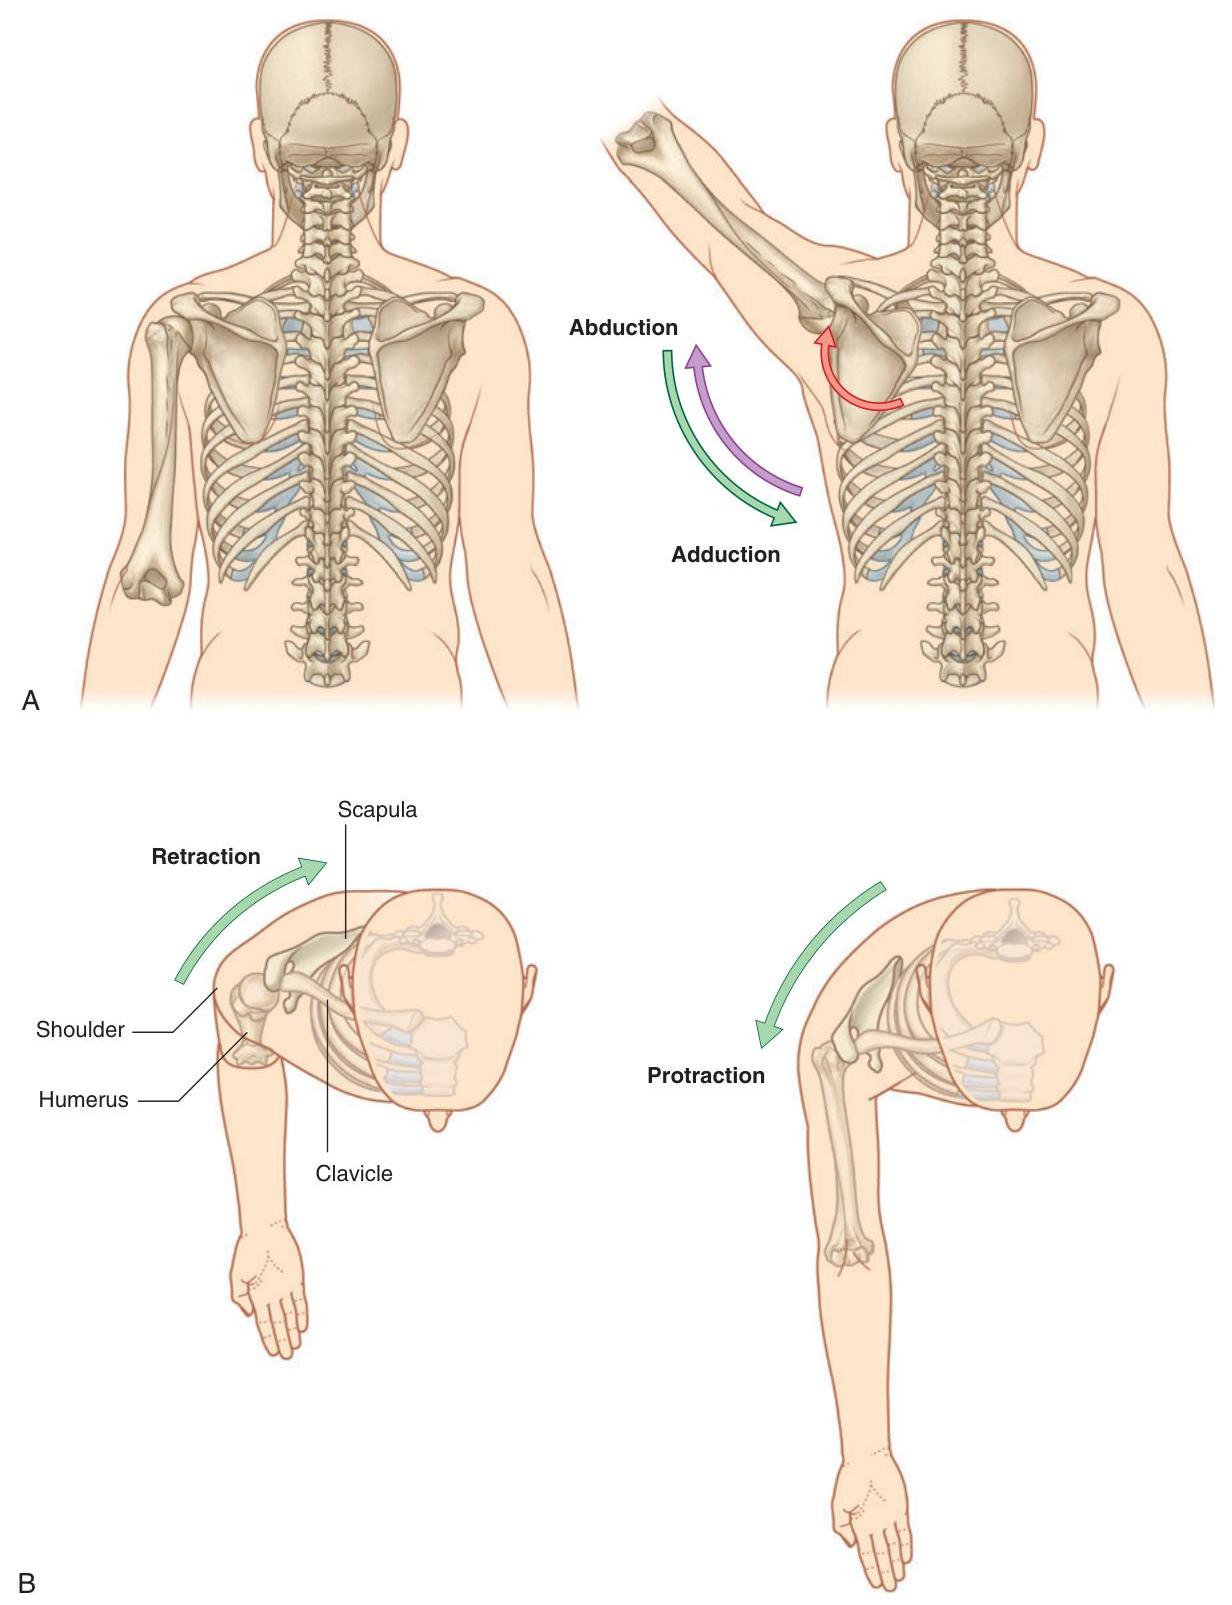 Abduction
Adduction
A
Scapula
Retraction
Shoulder
Humerus
Clavicle
Protraction
B